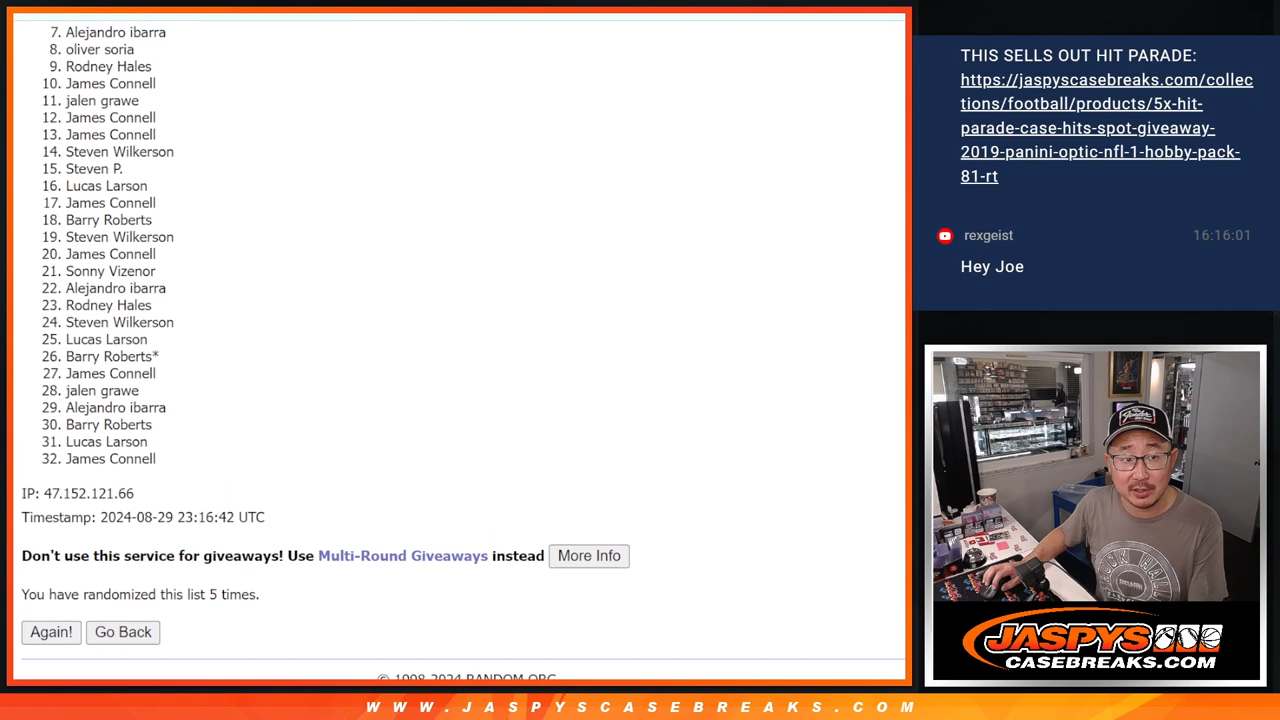 7. Alejandro ibarra
8. oliver soria
9. Rodney Hales
10. James Connell
11. jalen grawe
12. James Connell
13. James Connell
14. Steven Wilkerson
15. Steven P.
16. Lucas Larson
17. James Connell
18. Barry Roberts
19. Steven Wilkerson
20. James Connell
21. Sonny Vizenor
22. Alejandro ibarra
23. Rodney Hales
24. Steven Wilkerson
25. Lucas Larson
26. Barry Roberts*
27. James Connell
28. jalen grawe
29. Alejandro ibarra
30. Barry Roberts
31. Lucas Larson
32. James Connell
IP: 47.152.121.66
Timestamp: 2024-08-29 23:16:42 UTC
Don't use this service for giveaways! Use Multi-Round Giveaways instead More Info
You have randomized this list 5 times.
Again! Go Back
© 1998-2024 RANDOM.ORG
THIS SELLS OUT HIT PARADE:
https://jaspyscasebreaks.com/collec
tions/football/products/5x-hit-
parade-case-hits-spot-giveaway-
2019-panini-optic-nfl-1-hobby-pack-
81-rt
rexgeist 16:16:01
Hey Joe
Fender
JASPYS
CASEBREAKS.COM
WWW.JASPYSCASEBREAKS.COM